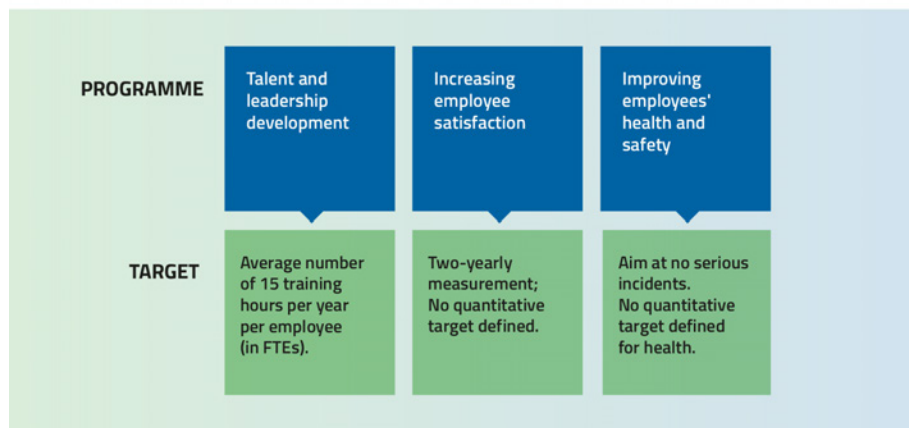 PROGRAMME
Talent and
leadership
development
Increasing
employee
satisfaction
Improving
employees'
health and
safety
TARGET
Average number
of 15 training
hours per year
per employee
(in FTEs).
Two-yearly
measurement;
No quantitative
target defined.
Aim at no serious
incidents.
No quantitative
target defined
for health.